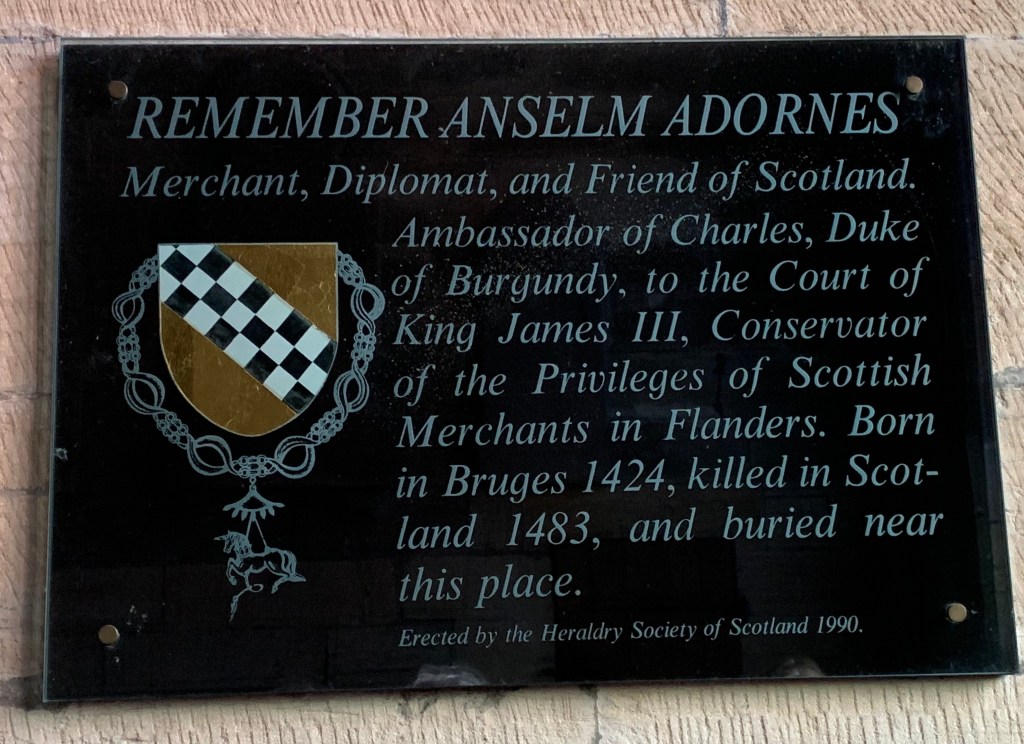 REMEMBER ANSELM ADORNES
Merchant, Diplomat, and Friend of Scotland.
Ambassador of Charles, Duke
of Burgundy, to the Court of
King James III, Conservator
of the Privileges of Scottish
Merchants in Flanders. Born
in Bruges 1424, killed in Scot-
land 1483, and buried near
this place.
Erected by the Heraldry Society of Scotland 1990.